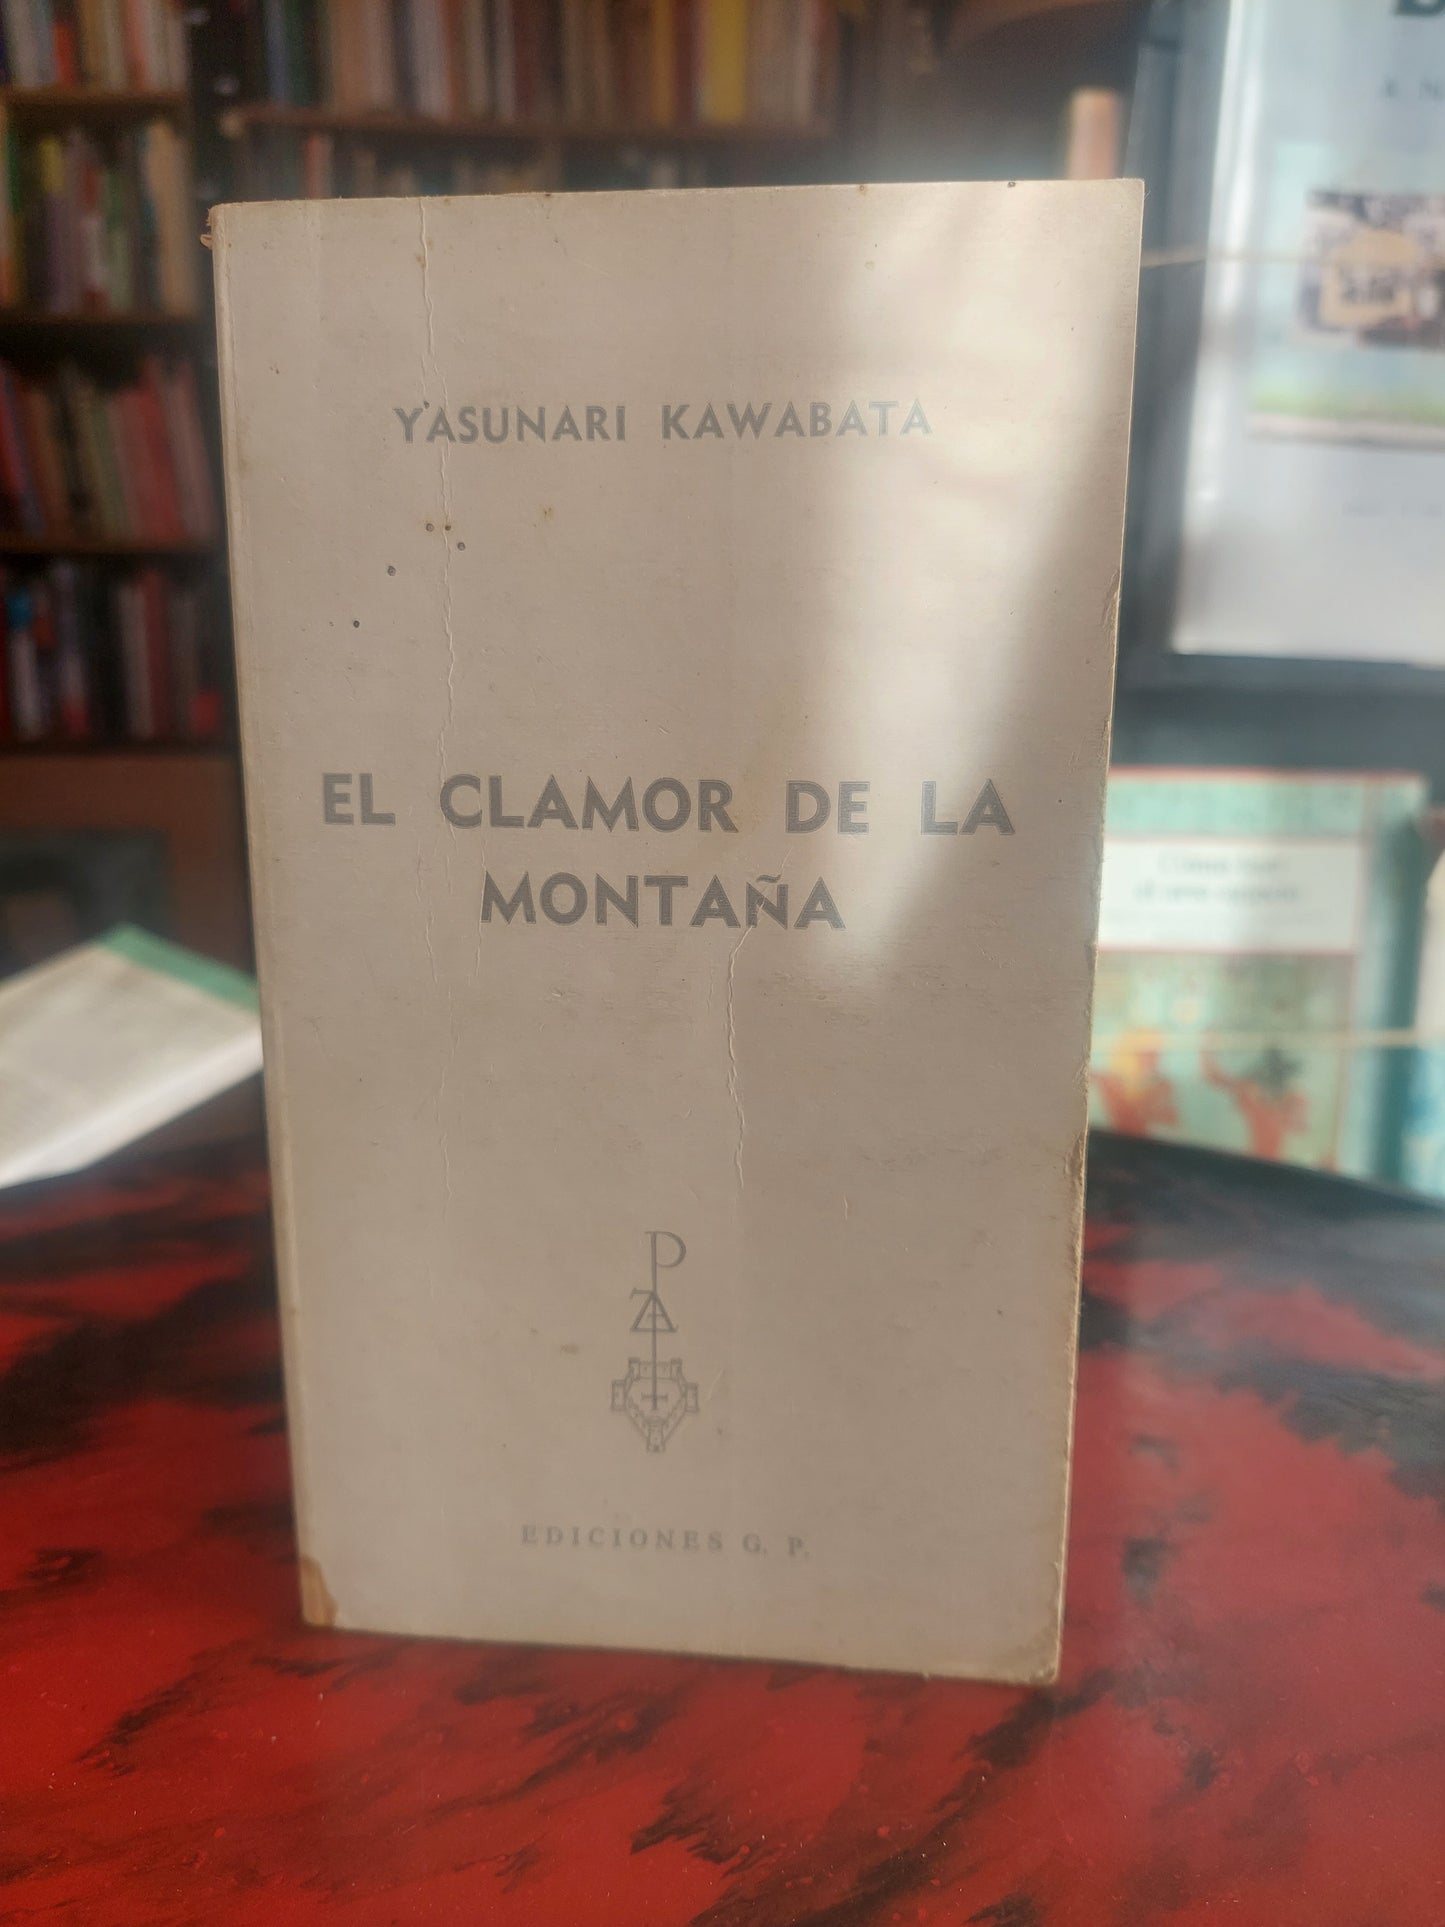 YASUNARI KAWABATA
EL CLAMOR DE LA
MONTAÑA
EDICIONES G. P.